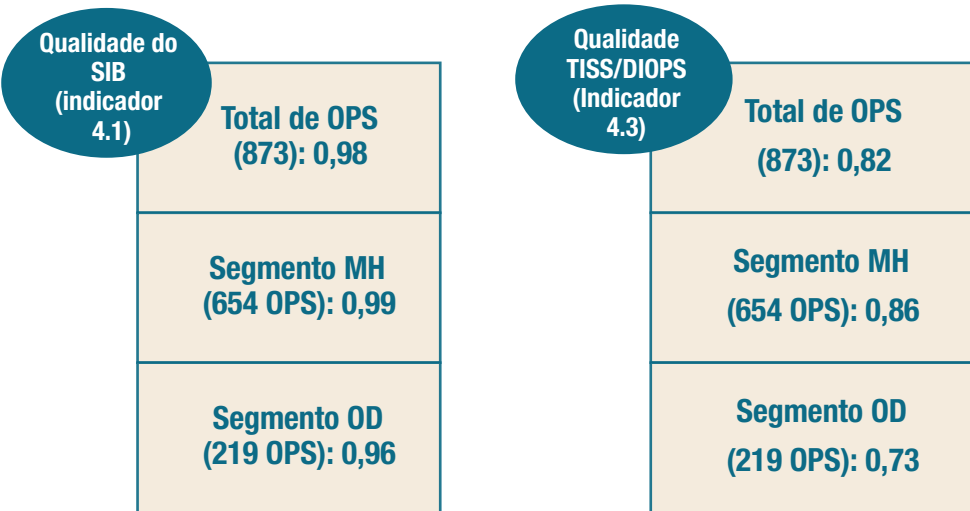 Qualidade do
SIB
(indicador
4.1)
Total de OPS
(873): 0,98
Segmento MH
(654 OPS): 0,99
Segmento OD
(219 OPS): 0,96
Qualidade
TISS/DIOPS
(Indicador
4.3)
Total de OPS
(873): 0,82
Segmento MH
(654 OPS): 0,86
Segmento OD
(219 OPS): 0,73